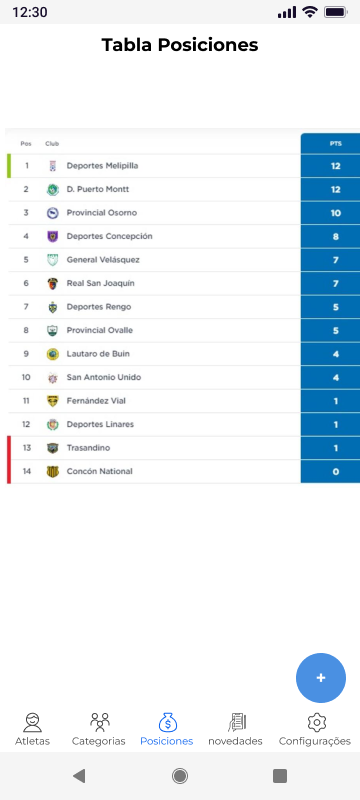 12:30
Tabla Posiciones
Pos Club PTS
1 Deportes Melipilla 12
2 D. Puerto Montt 12
3 Provincial Osorno 10
4 Deportes Concepción 8
5 General Velásquez 7
6 Real San Joaquín 7
7 Deportes Rengo 5
8 Provincial Ovalle 5
9 Lautaro de Buin 4
10 San Antonio Unido 4
11 Fernández Vial 1
12 Deportes Linares 1
13 Trasandino 1
14 Concón National 0
+
Atletas Categorias Posiciones novedades Configurações